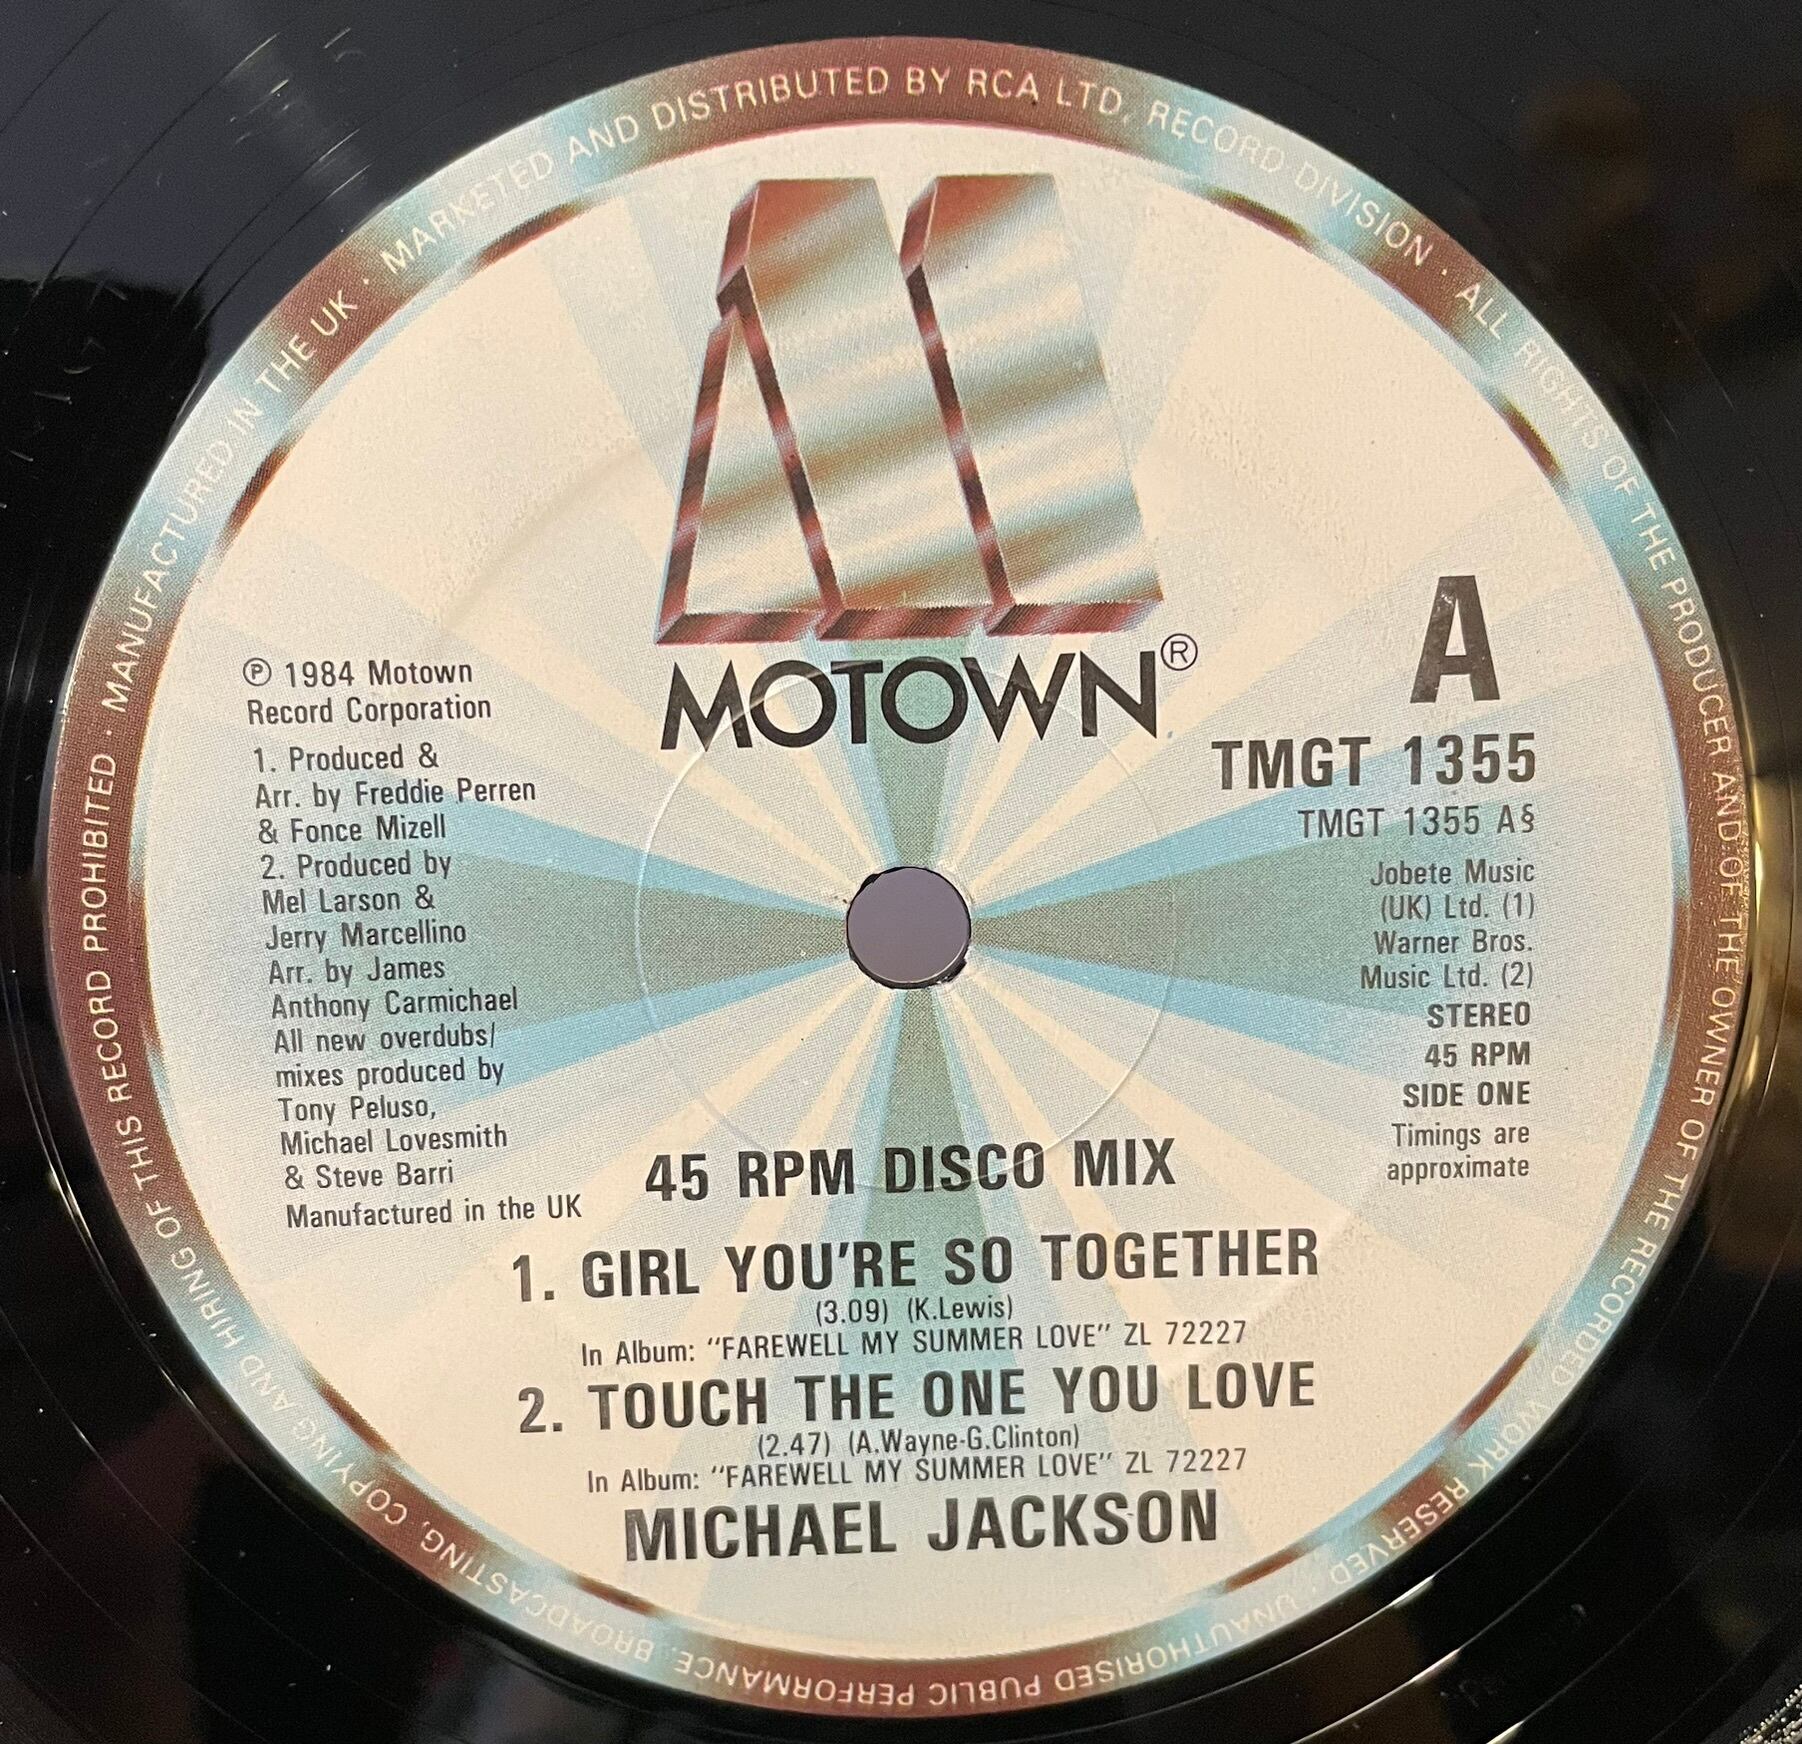 MANUFACTURED IN THE UK · MARKETED AND DISTRIBUTED BY RCA LTD, RECORD DIVISION · ALL RIGHTS OF THE PRODUCER AND OF THE OWNER OF THE RECORDED WORK RESERVED · UNAUTHORISED PUBLIC PERFORMANCE, BROADCASTING, COPYING AND HIRING OF THIS RECORD PROHIBITED ·
MOTOWN®
A
TMGT 1355
TMGT 1355 A§
Jobete Music
(UK) Ltd. (1)
Warner Bros.
Music Ltd. (2)
STEREO
45 RPM
SIDE ONE
Timings are
approximate
℗ 1984 Motown
Record Corporation
1. Produced &
Arr. by Freddie Perren
& Fonce Mizell
2. Produced by
Mel Larson &
Jerry Marcellino
Arr. by James
Anthony Carmichael
All new overdubs/
mixes produced by
Tony Peluso,
Michael Lovesmith
& Steve Barri
Manufactured in the UK
45 RPM DISCO MIX
1. GIRL YOU'RE SO TOGETHER
(3.09) (K.Lewis)
In Album: "FAREWELL MY SUMMER LOVE" ZL 72227
2. TOUCH THE ONE YOU LOVE
(2.47) (A.Wayne-G.Clinton)
In Album: "FAREWELL MY SUMMER LOVE" ZL 72227
MICHAEL JACKSON